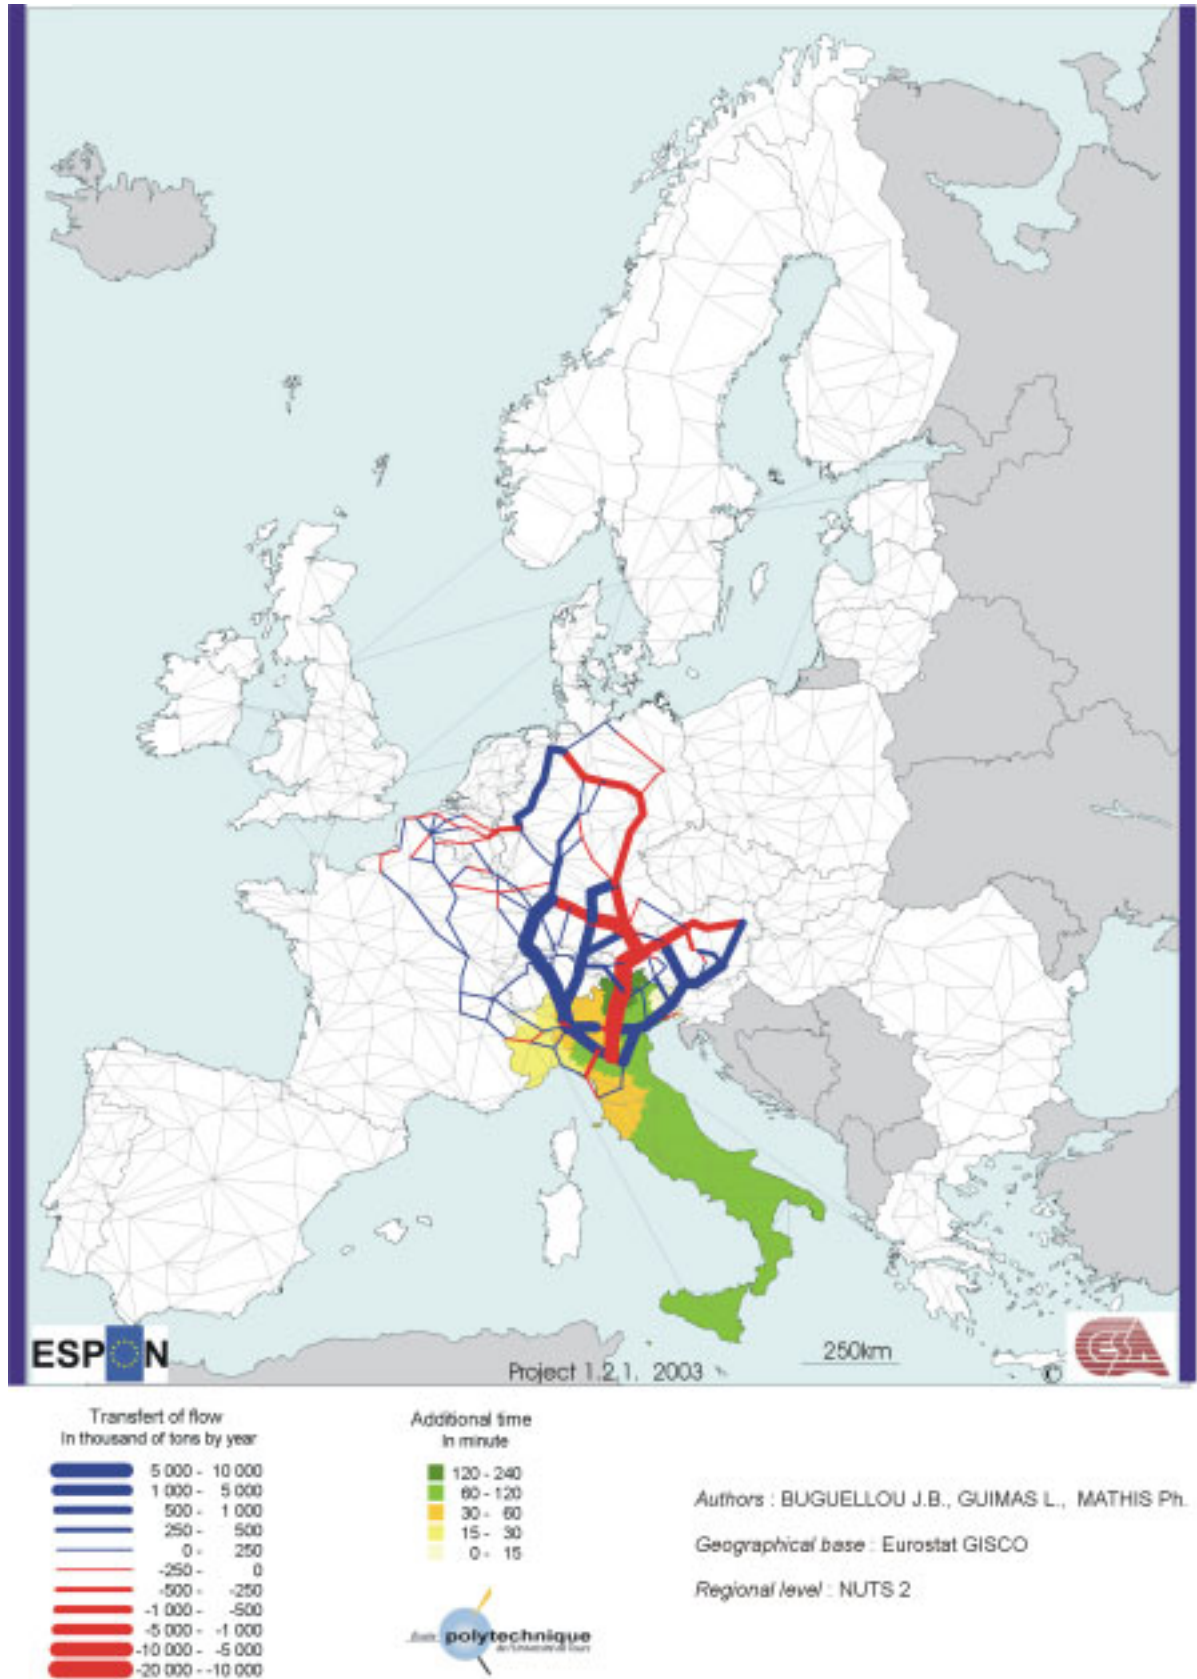 ESPON
Project 1.2.1. 2003
250km
©
Transfert of flow
In thousand of tons by year
5 000 - 10 000
1 000 - 5 000
500 - 1 000
250 - 500
0 - 250
-250 - 0
-500 - -250
-1 000 - -500
-5 000 - -1 000
-10 000 - -5 000
-20 000 - -10 000
Additional time
In minute
120 - 240
60 - 120
30 - 60
15 - 30
0 - 15
polytechnique
Authors : BUGUELLOU J.B., GUIMAS L., MATHIS Ph.
Geographical base : Eurostat GISCO
Regional level : NUTS 2